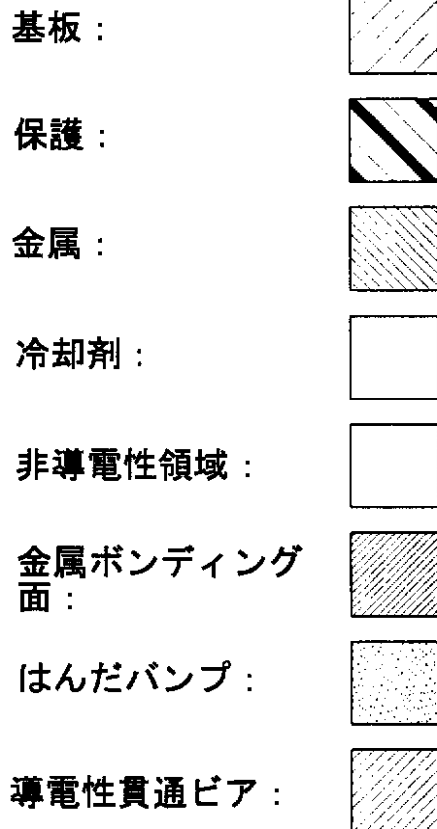 基板：
保護：
金属：
冷却剤：
非導電性領域：
金属ボンディング
面：
はんだバンプ：
導電性貫通ビア：